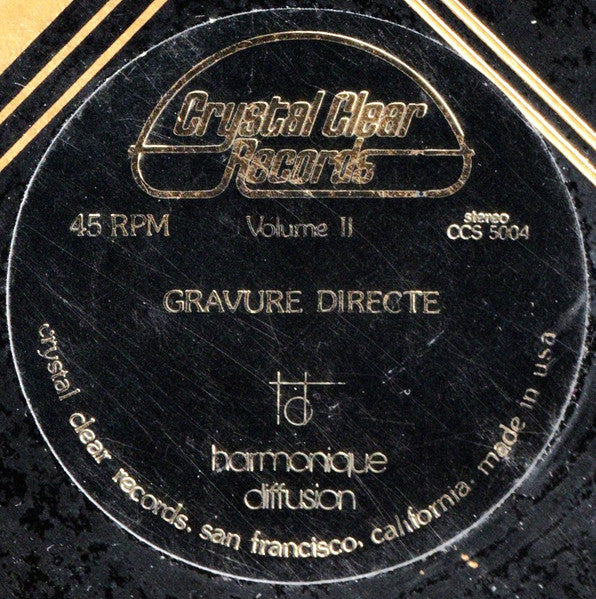 Crystal Clear
Records
45 RPM
Volume II
stereo
CCS 5004
GRAVURE DIRECTE
hd
harmonique
diffusion
crystal clear records. san francisco. california. made in usa